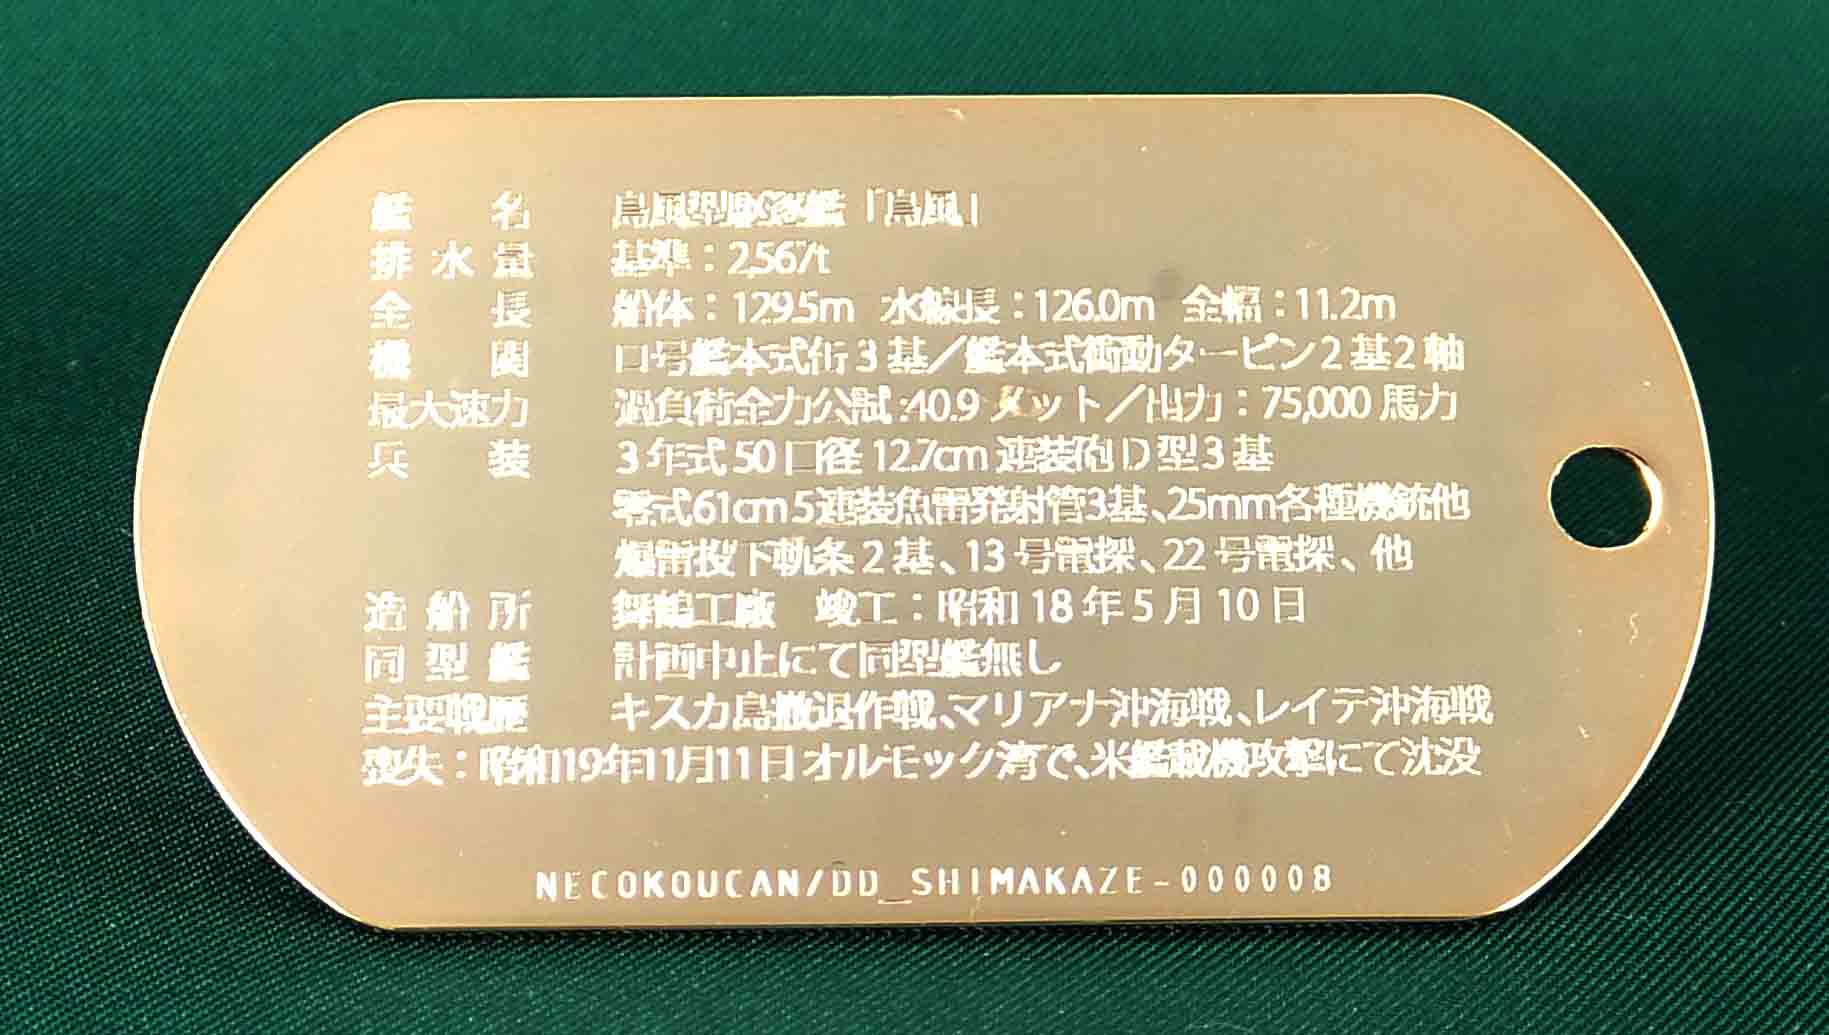 艦名 島風型駆逐艦「島風」
排水量 基準：2,567t
全長 船体：129.5m 水線長：126.0m 全幅：11.2m
機関 ロ号艦本式缶3基／艦本式衝動タービン2基2軸
最大速力 過負荷全力公試:40.9ノット／出力：75,000馬力
兵装 3年式50口径12.7cm連装砲D型3基
零式61cm5連装魚雷発射管3基、25mm各種機銃他
爆雷投下軌条2基、13号電探、22号電探、他
造船所 舞鶴工廠 竣工：昭和18年5月10日
同型艦 計画中止にて同型艦無し
主要戦歴 キスカ島撤退作戦、マリアナ沖海戦、レイテ沖海戦
喪失：昭和19年11月11日オルモック湾で、米艦載機攻撃にて沈没
NECOKOUCAN/DD_SHIMAKAZE-000008